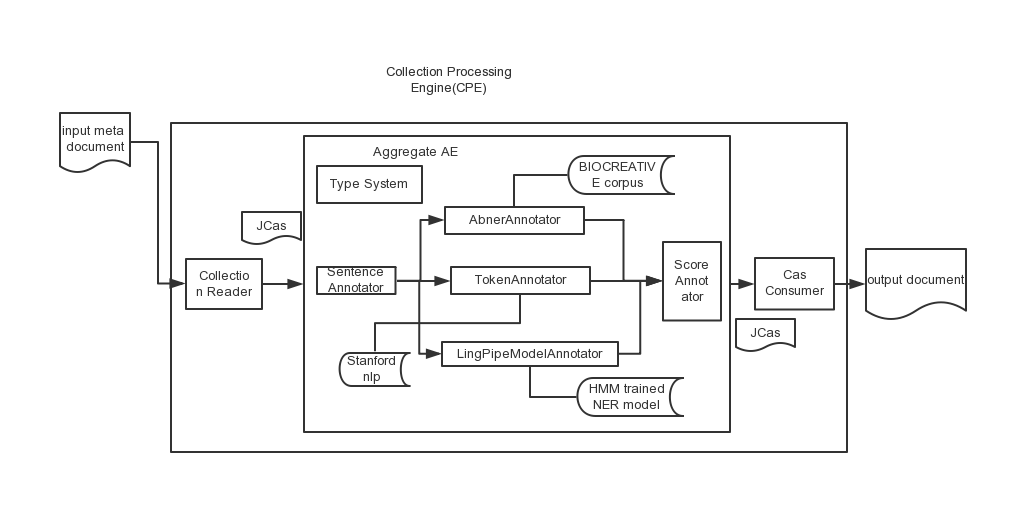 Collection Processing
Engine(CPE)
input meta
document
Aggregate AE
Type System
BIOCREATIV
E corpus
JCas
AbnerAnnotator
Collectio
n Reader
Sentence
Annotator
TokenAnnotator
Score
Annot
ator
Cas
Consumer
output document
JCas
Stanford
nlp
LingPipeModelAnnotator
HMM trained
NER model